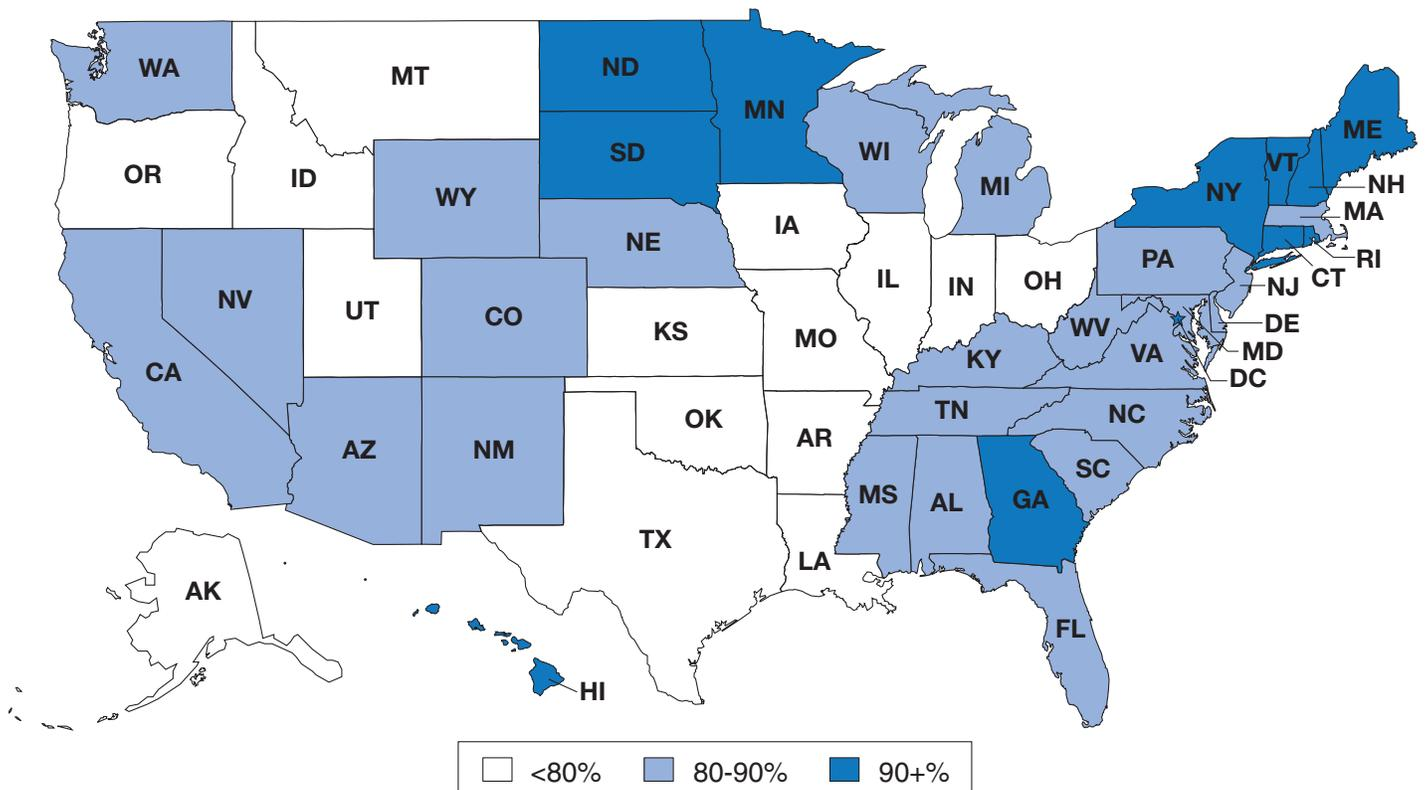 WA
MT
ND
MN
ME
VT
NH
SD
WI
OR
ID
MI
NY
WY
MA
IA
NE
PA
RI
CT
NV
IL
IN
OH
NJ
UT
CO
DE
WV
KS
MO
VA
MD
CA
KY
DC
TN
NC
OK
AR
AZ
NM
SC
MS
AL
GA
TX
LA
AK
FL
HI
<80% 80-90% 90+%